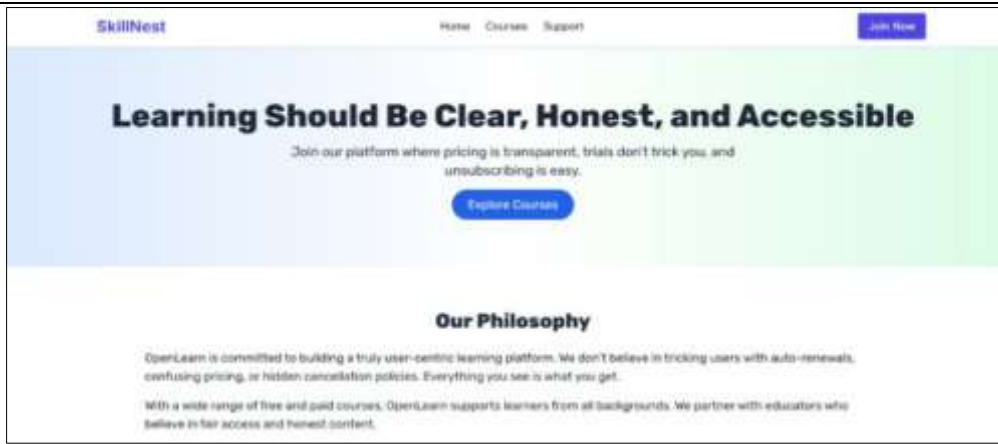 SkillNest
Home Courses Support
Join Now
Learning Should Be Clear, Honest, and Accessible
Join our platform where pricing is transparent, trials don't trick you, and
unsubscribing is easy.
Explore Courses
Our Philosophy
OpenLearn is committed to building a truly user-centric learning platform. We don't believe in tricking users with auto-renewals,
confusing pricing, or hidden cancellation policies. Everything you see is what you get.
With a wide range of free and paid courses, OpenLearn supports learners from all backgrounds. We partner with educators who
believe in fair access and honest content.